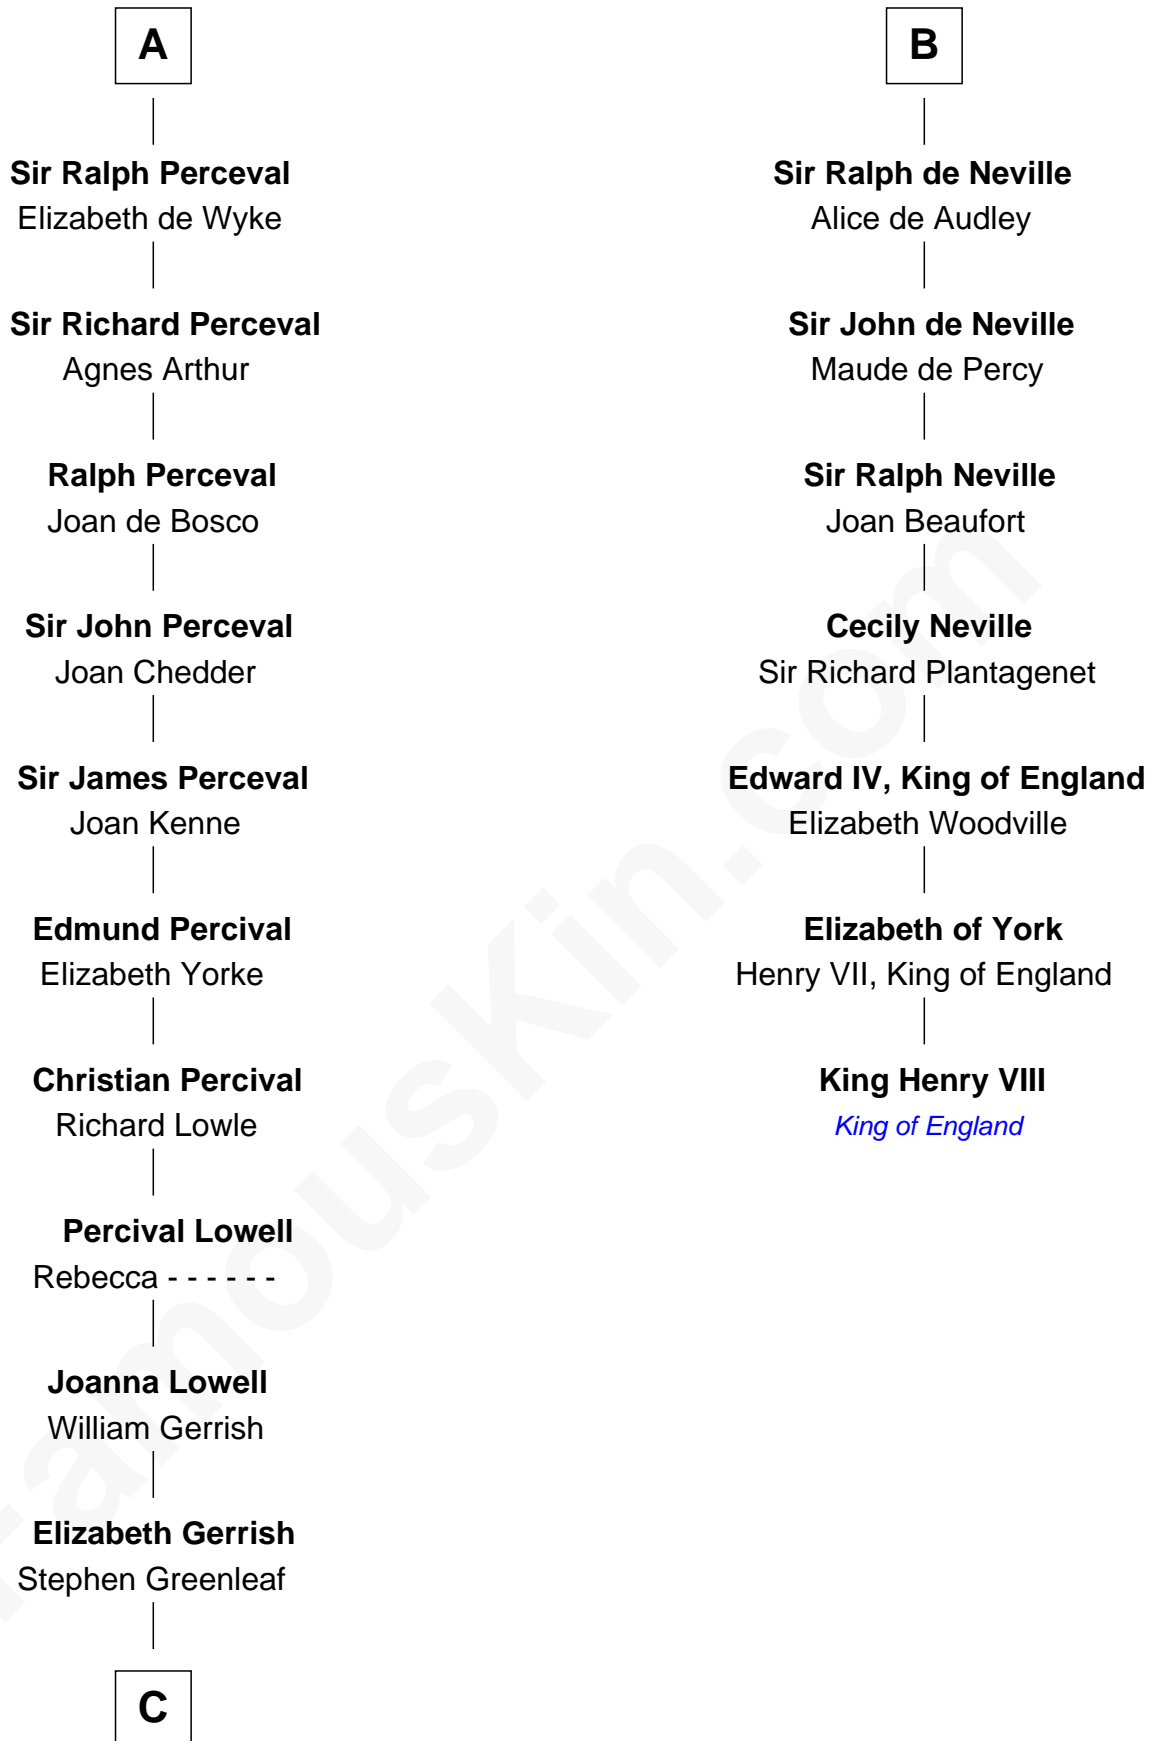 A
Sir Ralph Perceval
Elizabeth de Wyke
Sir Richard Perceval
Agnes Arthur
Ralph Perceval
Joan de Bosco
Sir John Perceval
Joan Chedder
Sir James Perceval
Joan Kenne
Edmund Percival
Elizabeth Yorke
Christian Percival
Richard Lowle
Percival Lowell
Rebecca - - - - - -
Joanna Lowell
William Gerrish
Elizabeth Gerrish
Stephen Greenleaf
C
B
Sir Ralph de Neville
Alice de Audley
Sir John de Neville
Maude de Percy
Sir Ralph Neville
Joan Beaufort
Cecily Neville
Sir Richard Plantagenet
Edward IV, King of England
Elizabeth Woodville
Elizabeth of York
Henry VII, King of England
King Henry VIII
King of England
FamousKin.com